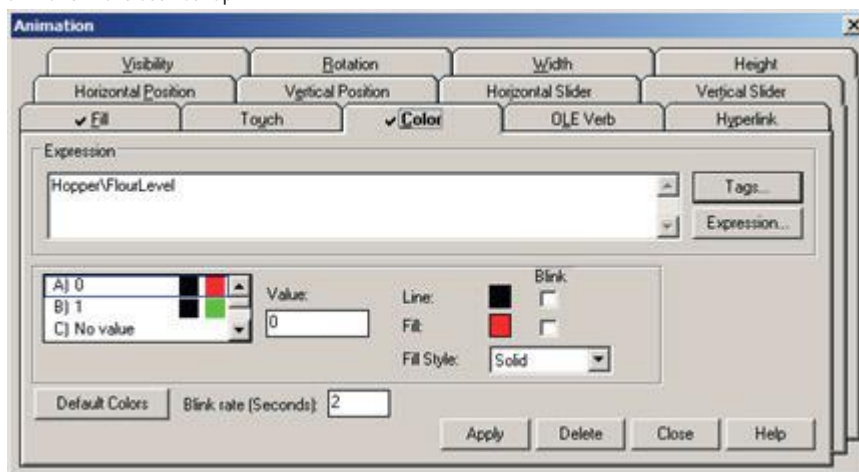 Animation
Visibility Rotation Width Height
Horizontal Position Vertical Position Horizontal Slider Vertical Slider
Fill Touch Color OLE Verb Hyperlink
Expression
Hopper\FlourLevel
Tags...
Expression...
A) 0
B) 1
C) No value
Value:
0
Blink
Line:
Fill:
Fill Style: Solid
Default Colors Blink rate (Seconds): 2
Apply Delete Close Help